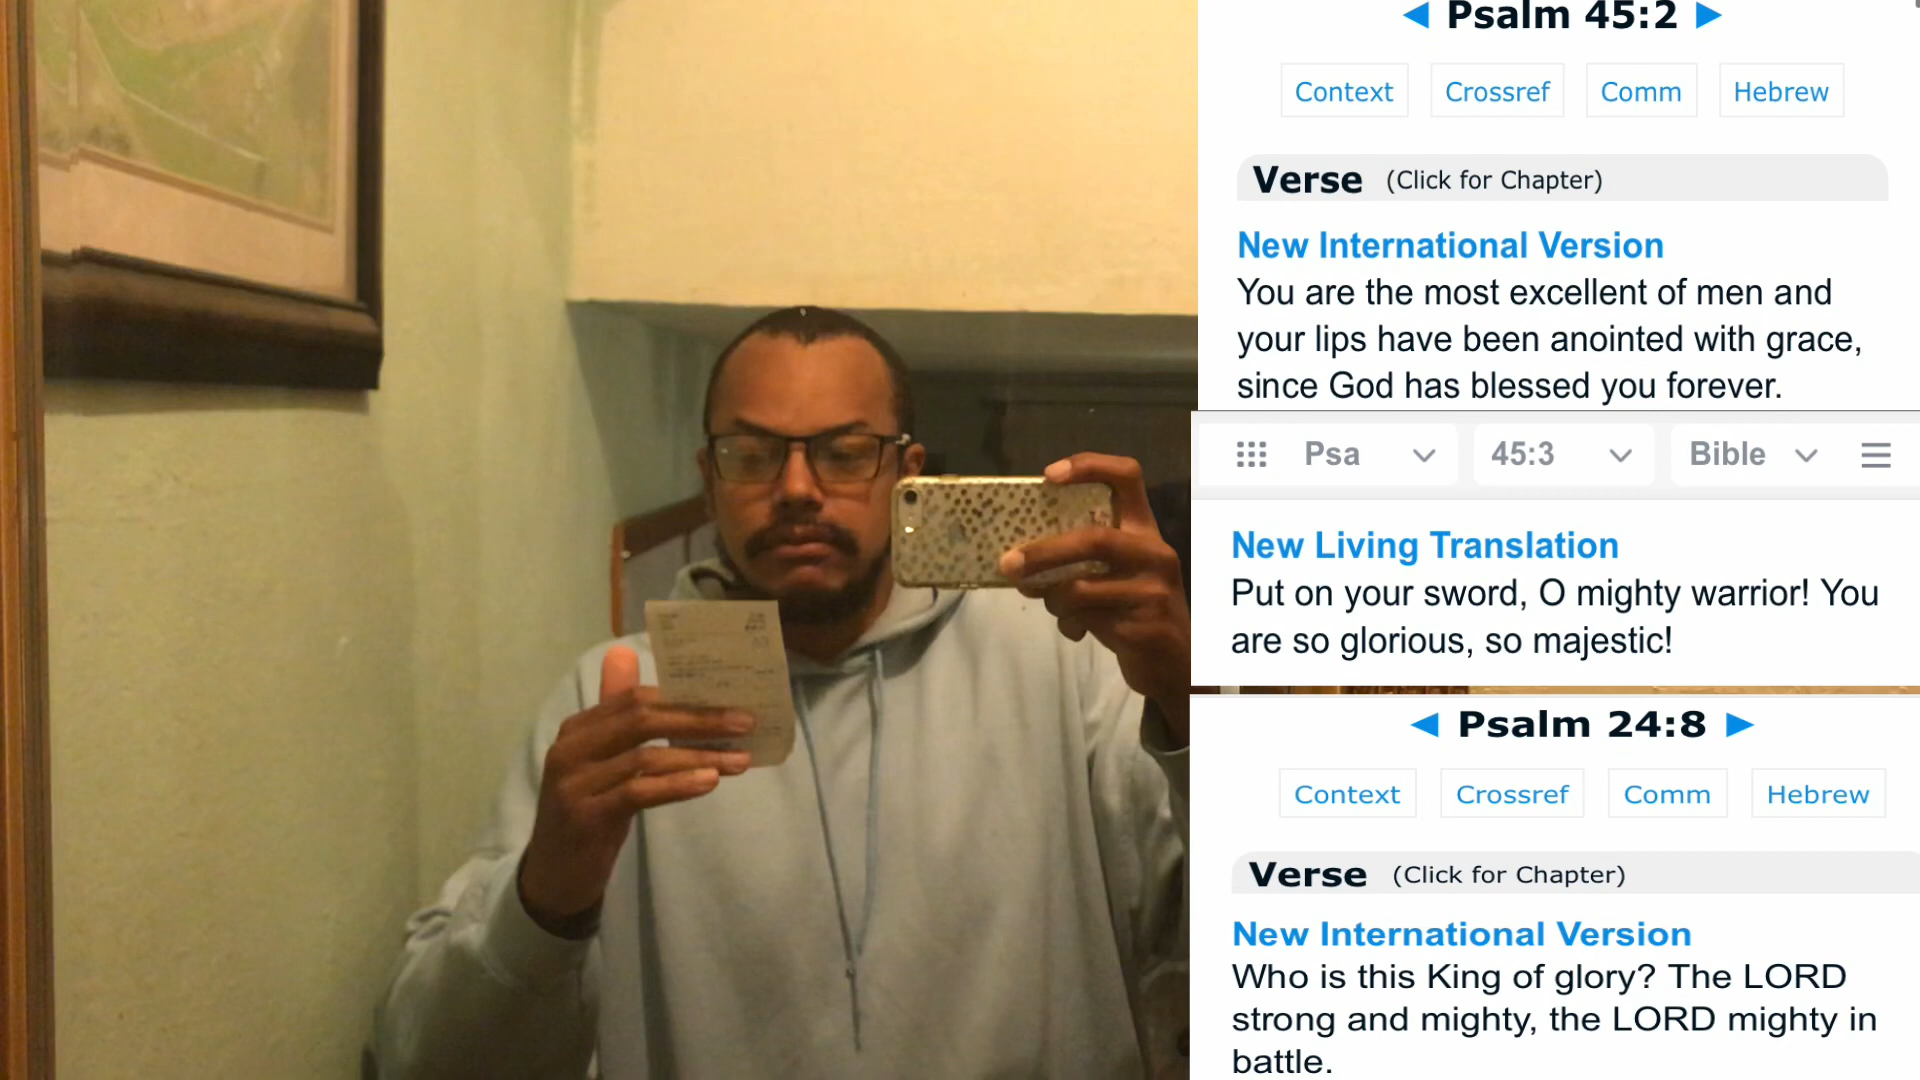 Psalm 45:2
Context Crossref Comm Hebrew
Verse (Click for Chapter)
New International Version
You are the most excellent of men and
your lips have been anointed with grace,
since God has blessed you forever.
Psa 45:3 Bible
New Living Translation
Put on your sword, O mighty warrior! You
are so glorious, so majestic!
Psalm 24:8
Context Crossref Comm Hebrew
Verse (Click for Chapter)
New International Version
Who is this King of glory? The LORD
strong and mighty, the LORD mighty in
battle.